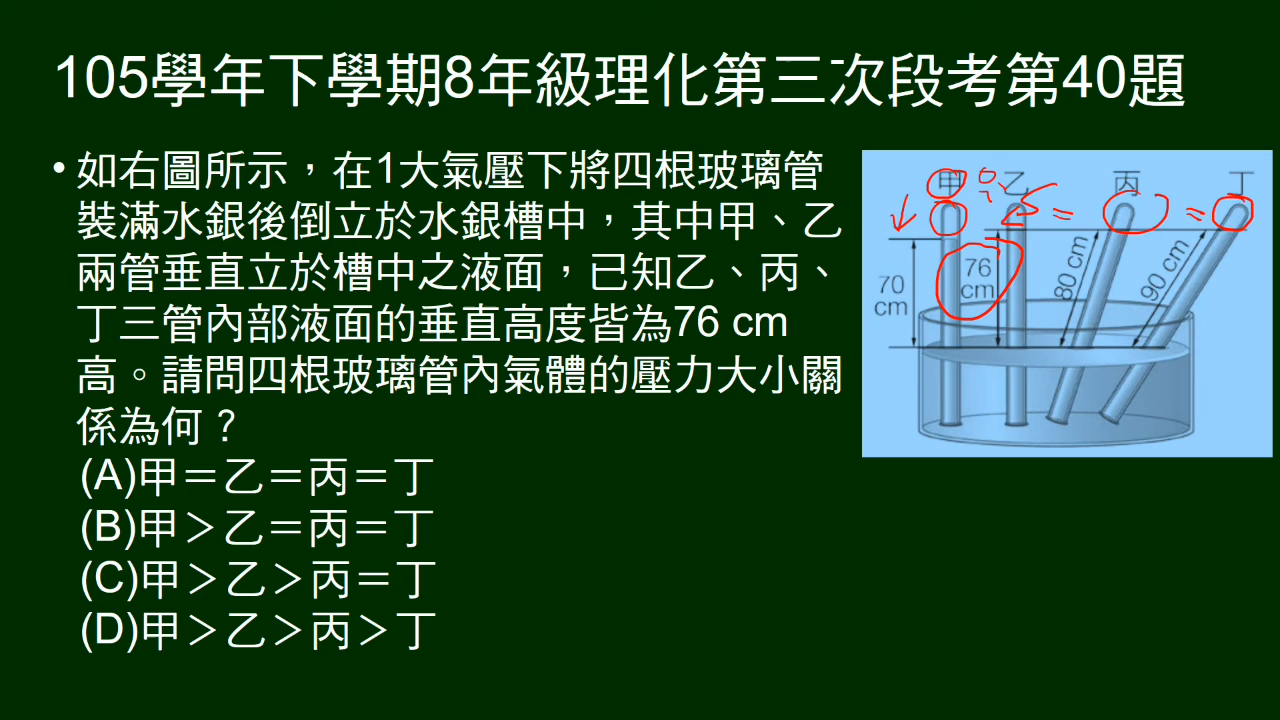 105學年下學期8年級理化第三次段考第40題
• 如右圖所示，在1大氣壓下將四根玻璃管
裝滿水銀後倒立於水銀槽中，其中甲、乙
兩管垂直立於槽中之液面，已知乙、丙、
丁三管內部液面的垂直高度皆為76 cm
高。請問四根玻璃管內氣體的壓力大小關
係為何？
(A)甲＝乙＝丙＝丁
(B)甲＞乙＝丙＝丁
(C)甲＞乙＞丙＝丁
(D)甲＞乙＞丙＞丁
甲 乙 丙 丁
= =
70
cm
76
cm
80 cm
90 cm